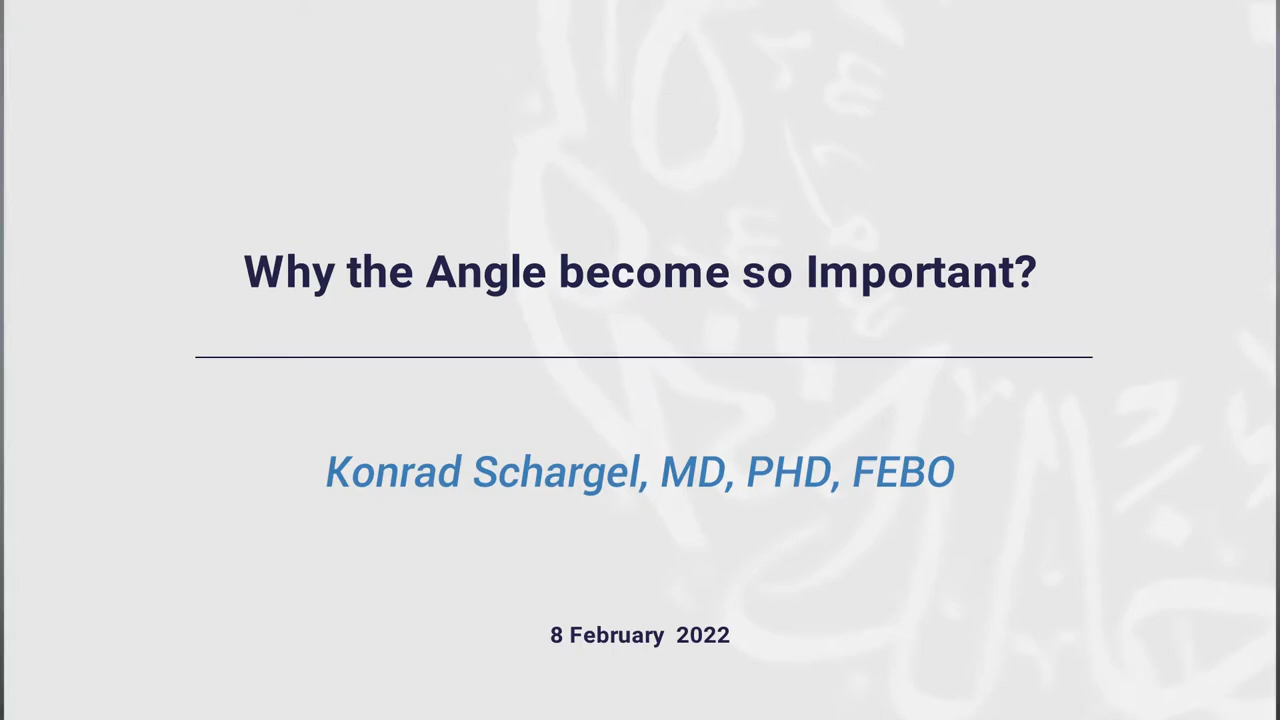 Why the Angle become so Important?
Konrad Schargel, MD, PHD, FEBO
8 February 2022